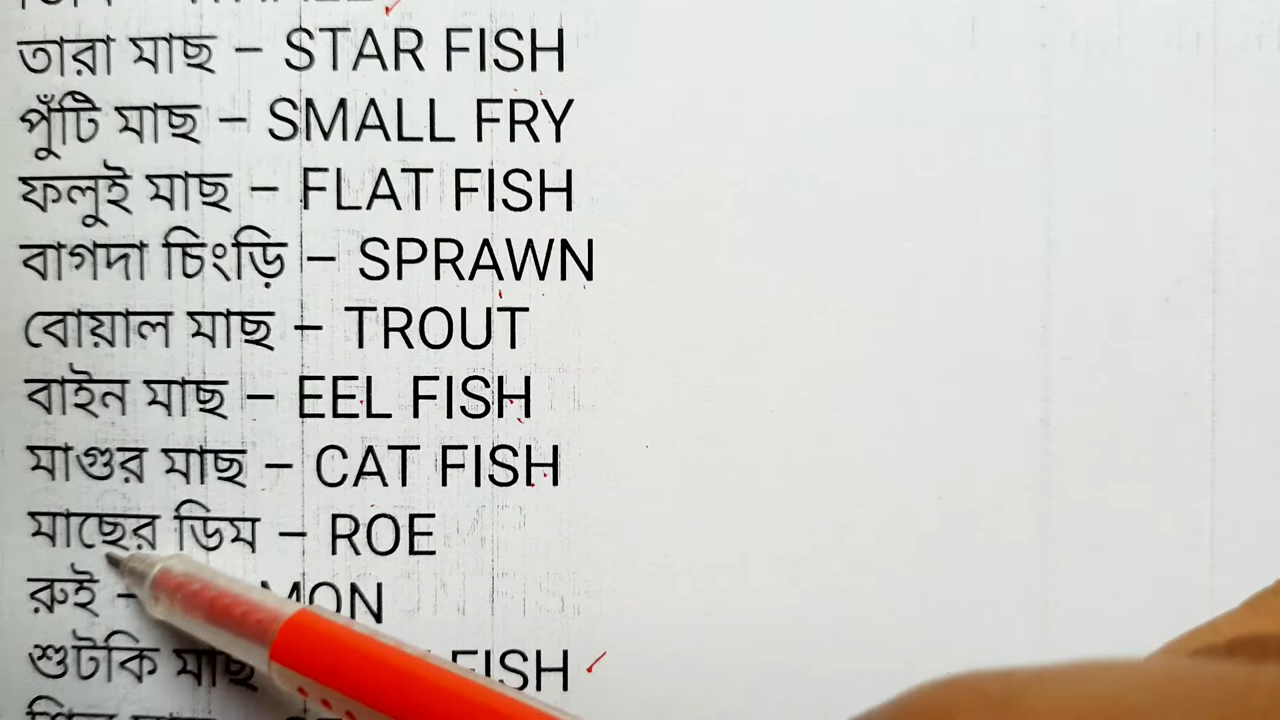 তারা মাছ – STAR FISH
পুঁটি মাছ – SMALL FRY
ফলুই মাছ – FLAT FISH
বাগদা চিংড়ি – SPRAWN
বোয়াল মাছ – TROUT
বাইন মাছ – EEL FISH
মাগুর মাছ – CAT FISH
মাছের ডিম – ROE
রুই –
শুটকি মাছ FISH